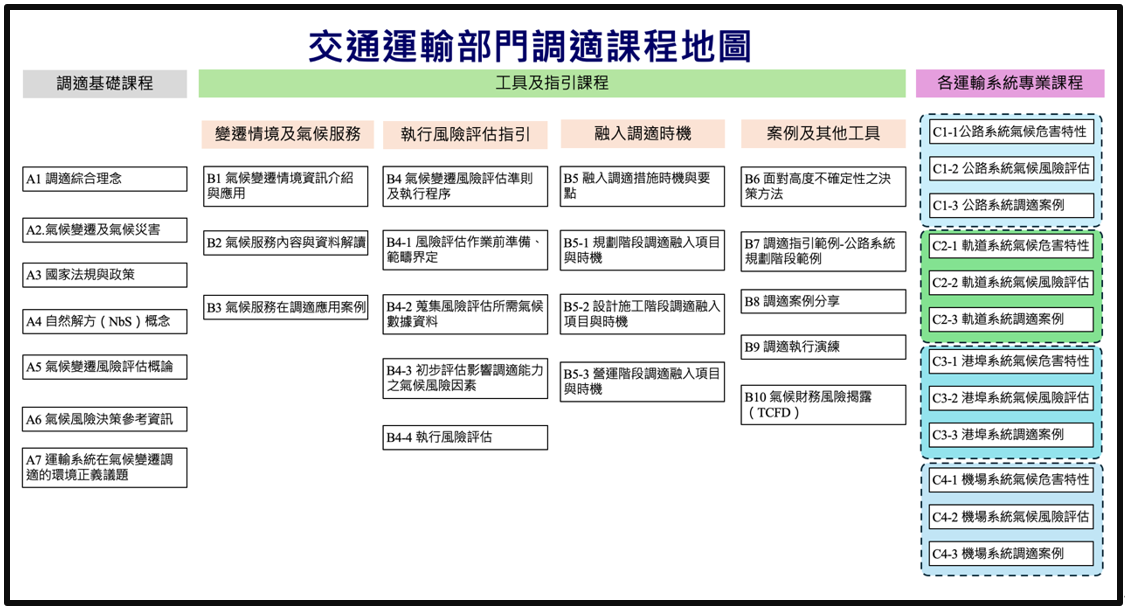 交通運輸部門調適課程地圖
調適基礎課程
A1 調適綜合理念
A2.氣候變遷及氣候災害
A3 國家法規與政策
A4 自然解方（NbS）概念
A5 氣候變遷風險評估概論
A6 氣候風險決策參考資訊
A7 運輸系統在氣候變遷調
適的環境正義議題
工具及指引課程
變遷情境及氣候服務
B1 氣候變遷情境資訊介紹
與應用
B2 氣候服務內容與資料解讀
B3 氣候服務在調適應用案例
執行風險評估指引
B4 氣候變遷風險評估準則
及執行程序
B4-1 風險評估作業前準備、
範疇界定
B4-2 蒐集風險評估所需氣候
數據資料
B4-3 初步評估影響調適能力
之氣候風險因素
B4-4 執行風險評估
融入調適時機
B5 融入調適措施時機與要
點
B5-1 規劃階段調適融入項目
與時機
B5-2 設計施工階段調適融入
項目與時機
B5-3 營運階段調適融入項目
與時機
案例及其他工具
B6 面對高度不確定性之決
策方法
B7 調適指引範例-公路系統
規劃階段範例
B8 調適案例分享
B9 調適執行演練
B10 氣候財務風險揭露
（TCFD）
各運輸系統專業課程
C1-1公路系統氣候危害特性
C1-2 公路系統氣候風險評估
C1-3 公路系統調適案例
C2-1 軌道系統氣候危害特性
C2-2 軌道系統氣候風險評估
C2-3 軌道系統調適案例
C3-1 港埠系統氣候危害特性
C3-2 港埠系統氣候風險評估
C3-3 港埠系統調適案例
C4-1 機場系統氣候危害特性
C4-2 機場系統氣候風險評估
C4-3 機場系統調適案例